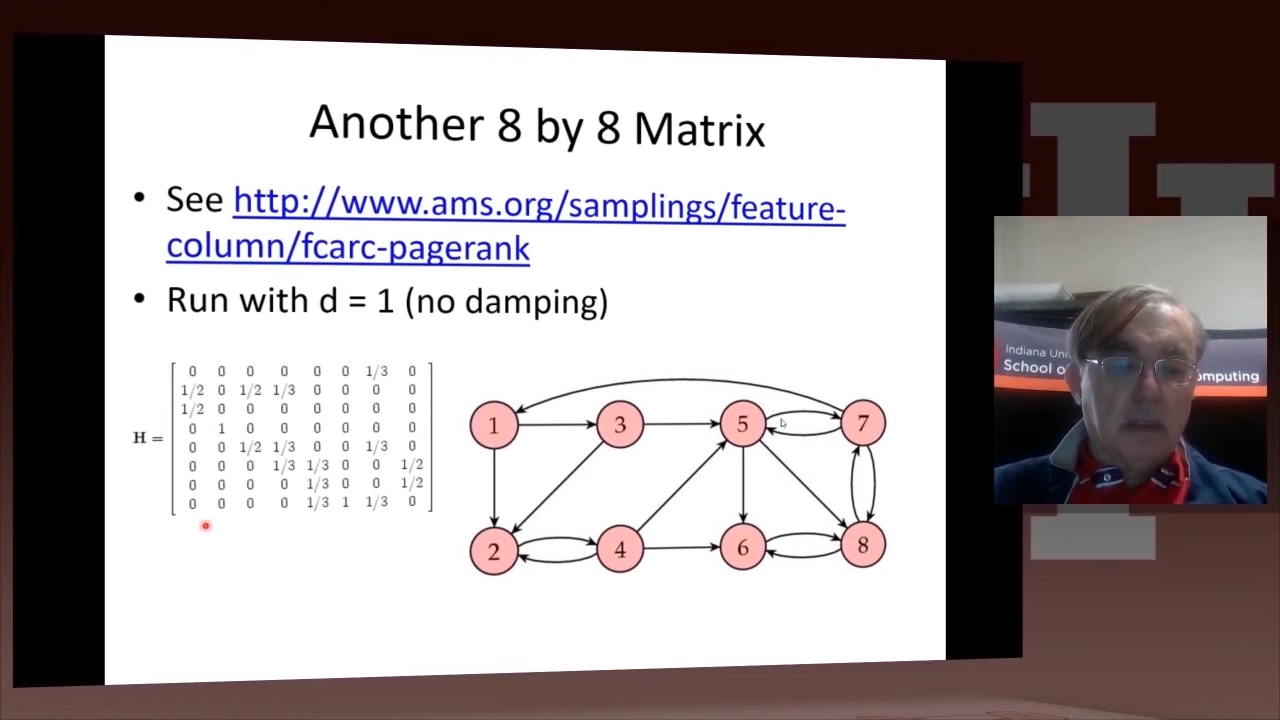 Another 8 by 8 Matrix
• See http://www.ams.org/samplings/feature-
column/fcarc-pagerank
• Run with d = 1 (no damping)
H =
0 0 0 0 0 0 1/3 0
1/2 0 1/2 1/3 0 0 0 0
1/2 0 0 0 0 0 0 0
0 1 0 0 0 0 0 0
0 0 1/2 1/3 0 0 1/3 0
0 0 0 1/3 1/3 0 0 1/2
0 0 0 0 1/3 0 0 1/2
0 0 0 0 1/3 1 1/3 0
1 3 5 7
2 4 6 8
Indiana Uni
School o omputing